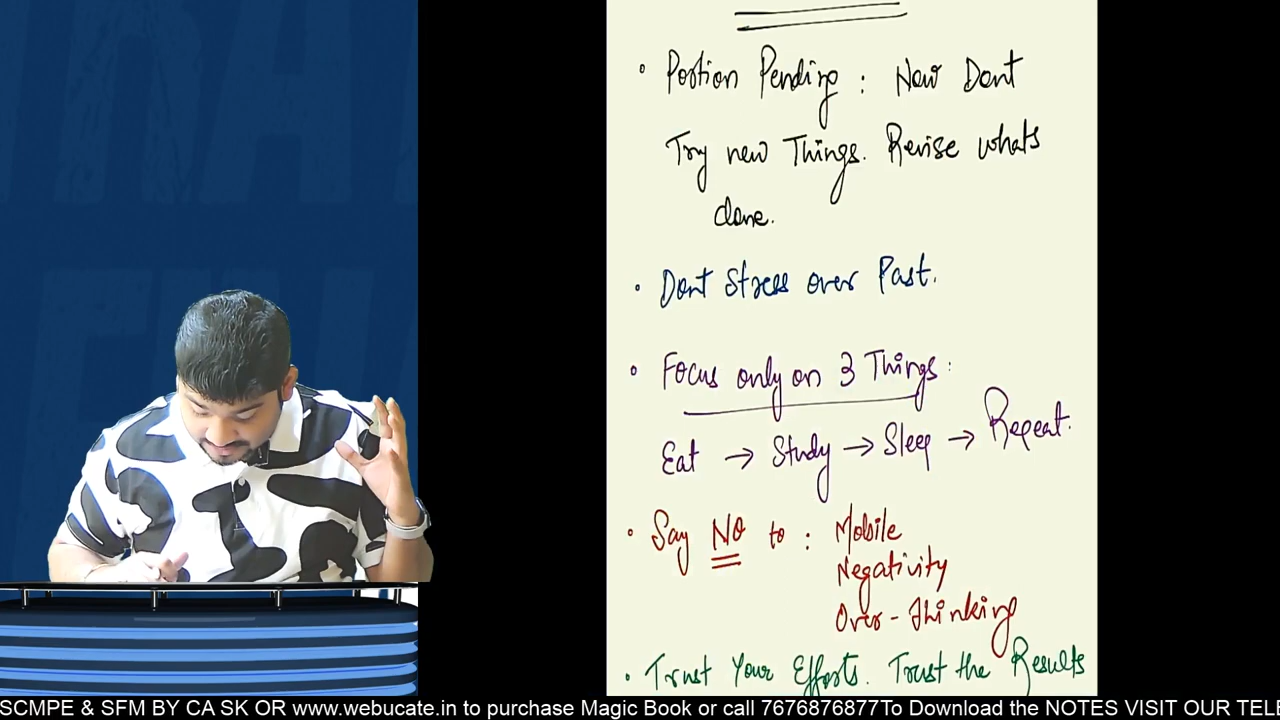 • Portion Pending : Now Dont
Try new Things. Revise whats
done.
• Dont Stress over Past.
• Focus only on 3 Things :
Eat → Study → Sleep → Repeat.
• Say NO to : Mobile
Negativity
Over-thinking
• Trust Your Efforts. Trust the Results
SCMPE & SFM BY CA SK OR www.webucate.in to purchase Magic Book or call 7676876877To Download the NOTES VISIT OUR TELE